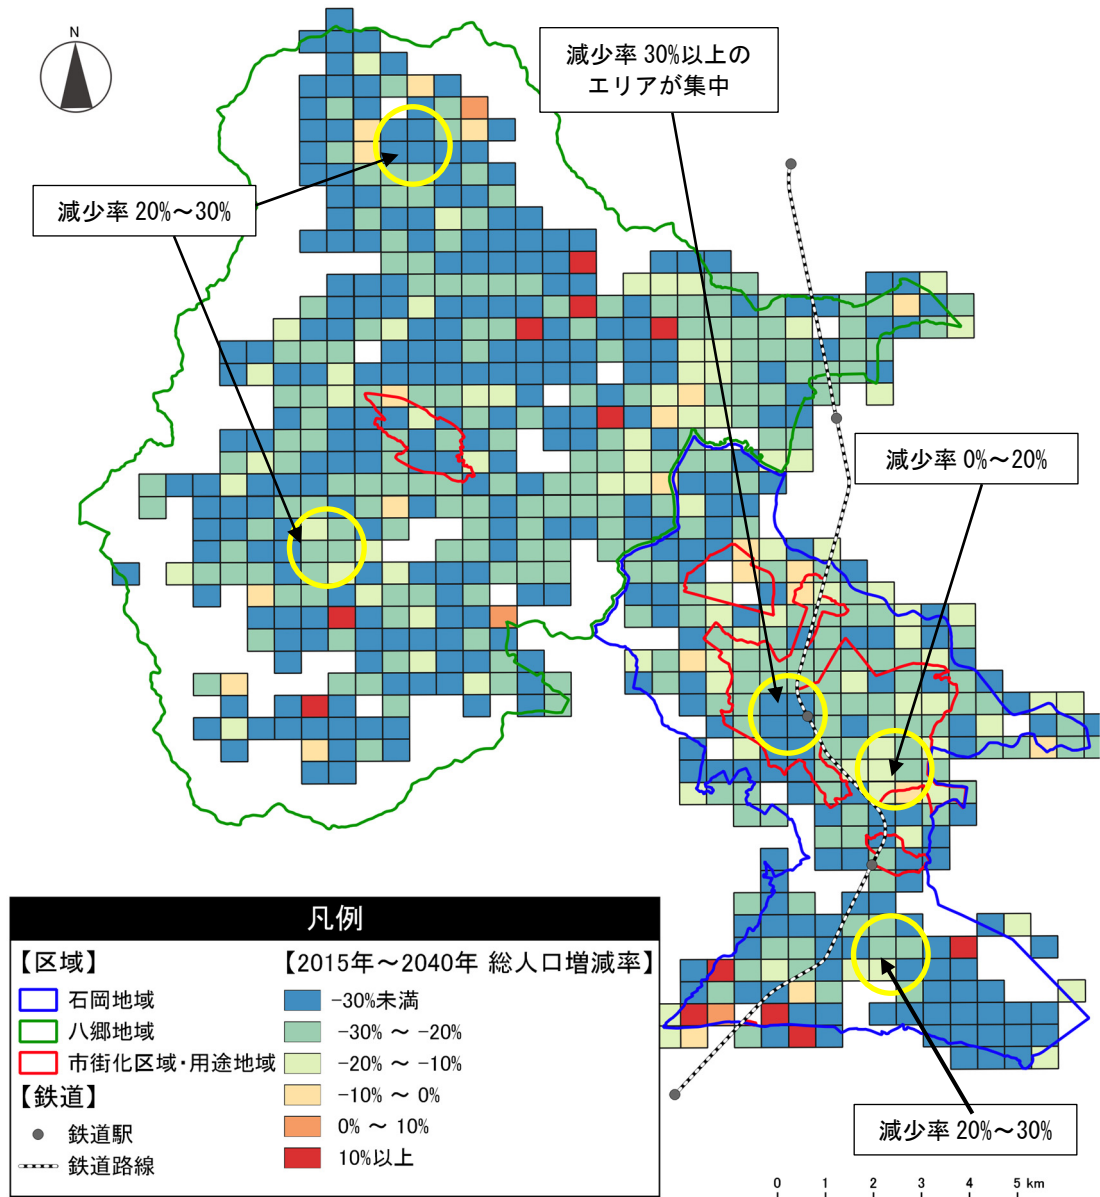 N
減少率 30%以上の
エリアが集中
減少率 20%～30%
減少率 0%～20%
凡例
【区域】
石岡地域
八郷地域
市街化区域・用途地域
【鉄道】
鉄道駅
鉄道路線
【2015年～2040年 総人口増減率】
-30%未満
-30% ～ -20%
-20% ～ -10%
-10% ～ 0%
0% ～ 10%
10%以上
減少率 20%～30%
0 1 2 3 4 5 km